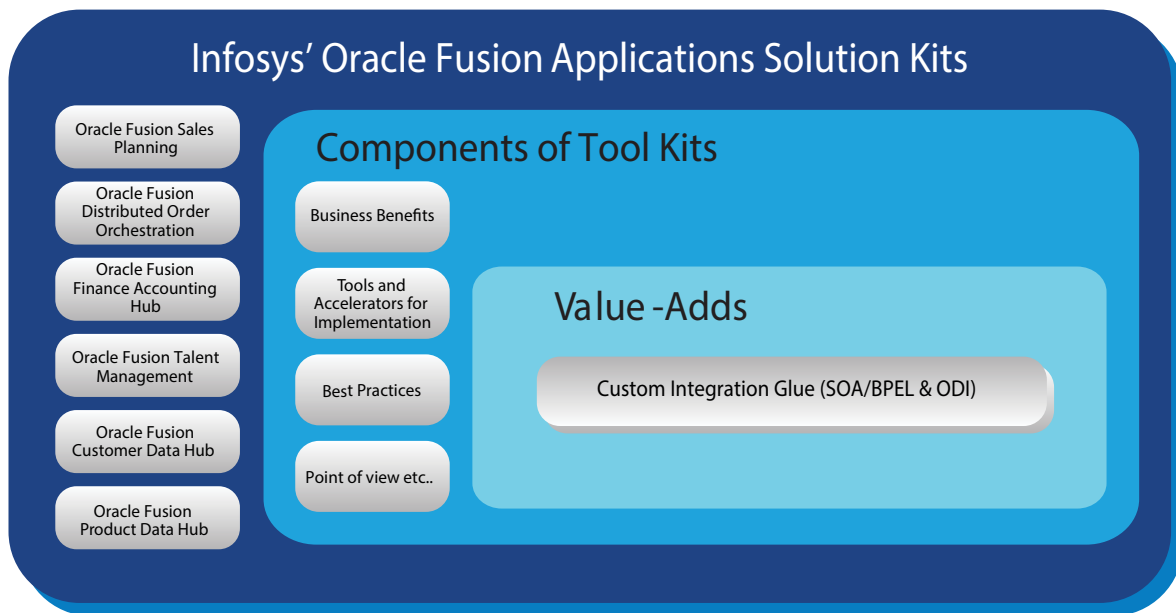 Infosys’ Oracle Fusion Applications Solution Kits
Oracle Fusion Sales
Planning
Oracle Fusion
Distributed Order
Orchestration
Oracle Fusion
Finance Accounting
Hub
Oracle Fusion Talent
Management
Oracle Fusion
Customer Data Hub
Oracle Fusion
Product Data Hub
Components of Tool Kits
Business Benefits
Tools and
Accelerators for
Implementation
Best Practices
Point of view etc..
Value -Adds
Custom Integration Glue (SOA/BPEL & ODI)